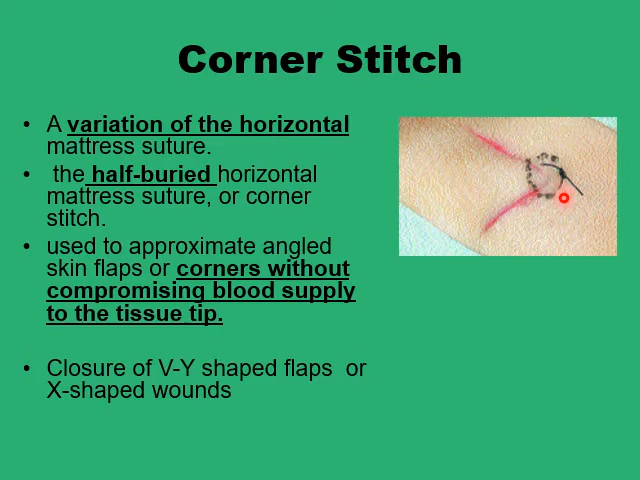 Corner Stitch
• A variation of the horizontal
mattress suture.
• the half-buried horizontal
mattress suture, or corner
stitch.
• used to approximate angled
skin flaps or corners without
compromising blood supply
to the tissue tip.
• Closure of V-Y shaped flaps or
X-shaped wounds